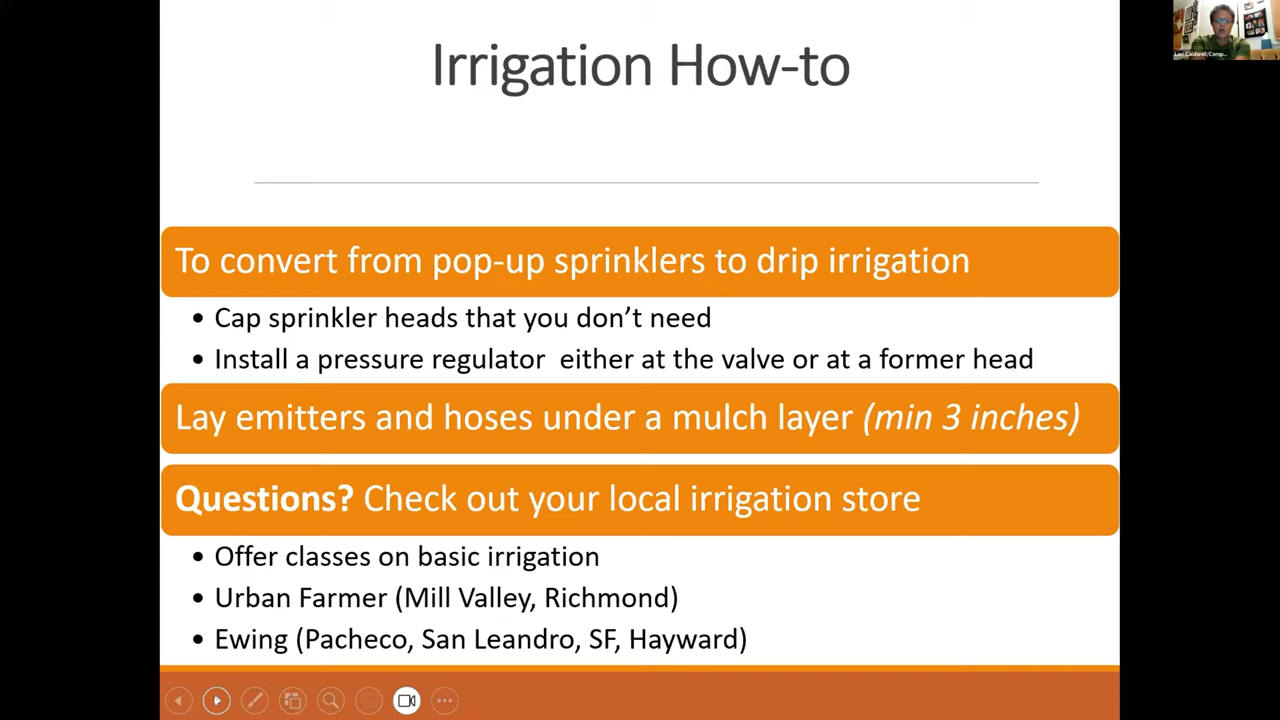 Irrigation How-to
Lori Caldwell/Comp...
To convert from pop-up sprinklers to drip irrigation
• Cap sprinkler heads that you don’t need
• Install a pressure regulator  either at the valve or at a former head
Lay emitters and hoses under a mulch layer (min 3 inches)
Questions? Check out your local irrigation store
• Offer classes on basic irrigation
• Urban Farmer (Mill Valley, Richmond)
• Ewing (Pacheco, San Leandro, SF, Hayward)